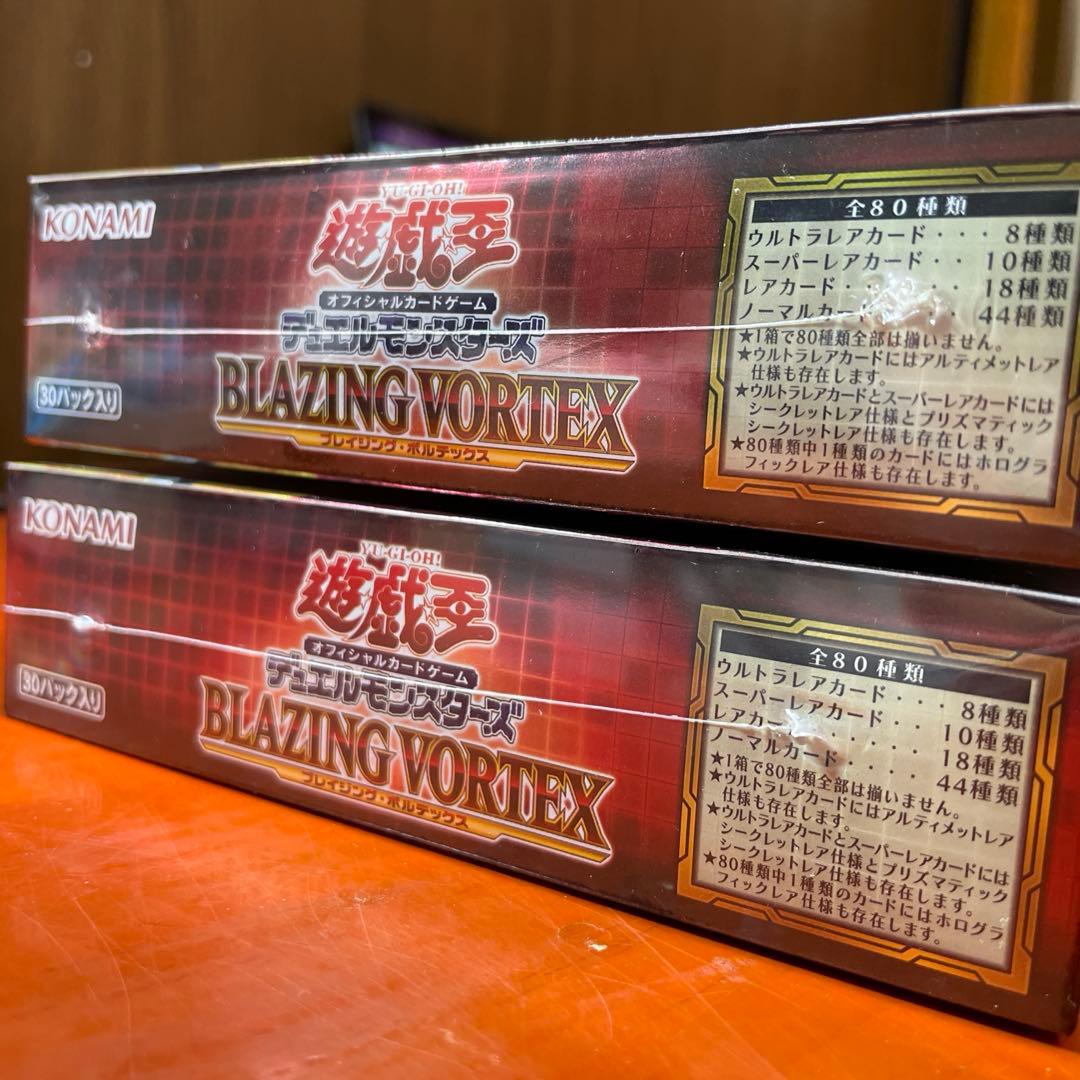 KONAMI
YU-GI-OH!
遊戯王
オフィシャルカードゲーム
デュエルモンスターズ
BLAZING VORTEX
ブレイジング・ボルテックス
30パック入り
全80種類
ウルトラレアカード・・・8種類
スーパーレアカード・・10種類
レアカード・・・・・18種類
ノーマルカード・・・・44種類
★1箱で80種類全部は揃いません。
★ウルトラレアカードにはアルティメットレア
仕様も存在します。
★ウルトラレアカードとスーパーレアカードには
シークレットレア仕様とプリズマティック
シークレットレア仕様も存在します。
★80種類中1種類のカードにはホログラ
フィックレア仕様も存在します。
KONAMI
YU-GI-OH!
遊戯王
オフィシャルカードゲーム
デュエルモンスターズ
BLAZING VORTEX
ブレイジング・ボルテックス
30パック入り
全80種類
ウルトラレアカード・・・8種類
スーパーレアカード・・10種類
レアカード・・・・・18種類
ノーマルカード・・・・44種類
★1箱で80種類全部は揃いません。
★ウルトラレアカードにはアルティメットレア
仕様も存在します。
★ウルトラレアカードとスーパーレアカードには
シークレットレア仕様とプリズマティック
シークレットレア仕様も存在します。
★80種類中1種類のカードにはホログラ
フィックレア仕様も存在します。